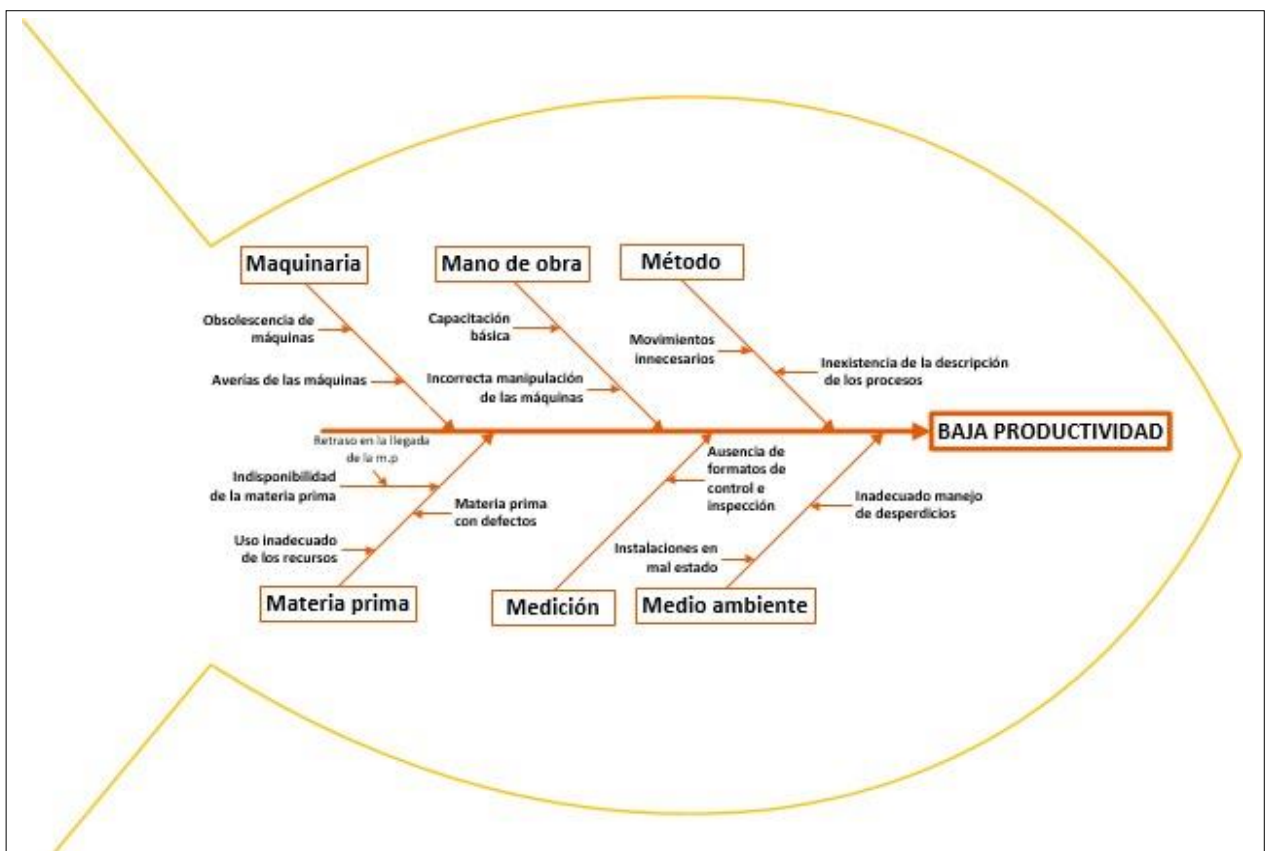 Maquinaria
Mano de obra
Método
Obsolescencia de
máquinas
Capacitación
básica
Movimientos
innecesarios
Inexistencia de la descripción
de los procesos
Averías de las máquinas
Incorrecta manipulación
de las máquinas
BAJA PRODUCTIVIDAD
Retraso en la llegada
de la m.p
Indisponibilidad
de la materia prima
Materia prima
con defectos
Uso inadecuado
de los recursos
Ausencia de
formatos de
control e
inspección
Inadecuado manejo
de desperdicios
Instalaciones en
mal estado
Materia prima
Medición
Medio ambiente